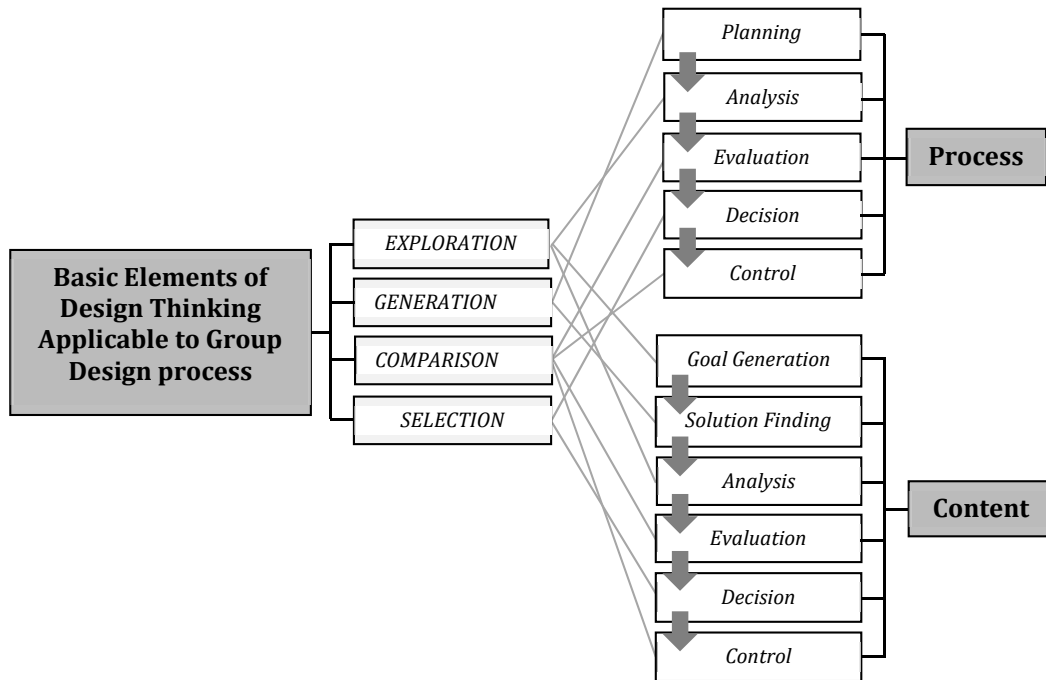 Basic Elements of
Design Thinking
Applicable to Group
Design process
EXPLORATION
GENERATION
COMPARISON
SELECTION
Planning
Analysis
Evaluation
Decision
Control
Process
Goal Generation
Solution Finding
Analysis
Evaluation
Decision
Control
Content